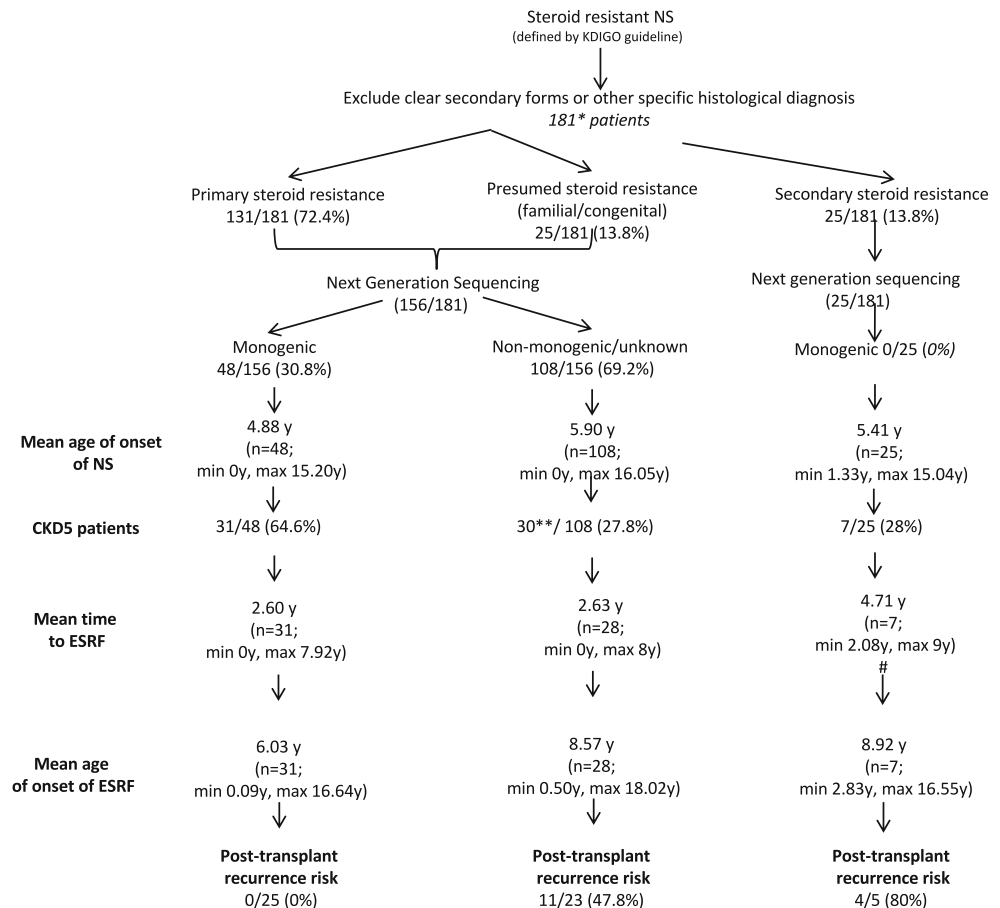 Steroid resistant NS
(defined by KDIGO guideline)
Exclude clear secondary forms or other specific histological diagnosis
181* patients
Primary steroid resistance
131/181 (72.4%)
Presumed steroid resistance
(familial/congenital)
25/181 (13.8%)
Secondary steroid resistance
25/181 (13.8%)
Next Generation Sequencing
(156/181)
Next generation sequencing
(25/181)
Monogenic
48/156 (30.8%)
Non-monogenic/unknown
108/156 (69.2%)
Monogenic 0/25 (0%)
Mean age of onset
of NS
4.88 y
(n=48;
min 0y, max 15.20y)
5.90 y
(n=108;
min 0y, max 16.05y)
5.41 y
(n=25;
min 1.33y, max 15.04y)
CKD5 patients
31/48 (64.6%)
30**/ 108 (27.8%)
7/25 (28%)
Mean time
to ESRF
2.60 y
(n=31;
min 0y, max 7.92y)
2.63 y
(n=28;
min 0y, max 8y)
4.71 y
(n=7;
min 2.08y, max 9y)
#
Mean age
of onset of ESRF
6.03 y
(n=31;
min 0.09y, max 16.64y)
8.57 y
(n=28;
min 0.50y, max 18.02y)
8.92 y
(n=7;
min 2.83y, max 16.55y)
Post-transplant
recurrence risk
0/25 (0%)
Post-transplant
recurrence risk
11/23 (47.8%)
Post-transplant
recurrence risk
4/5 (80%)